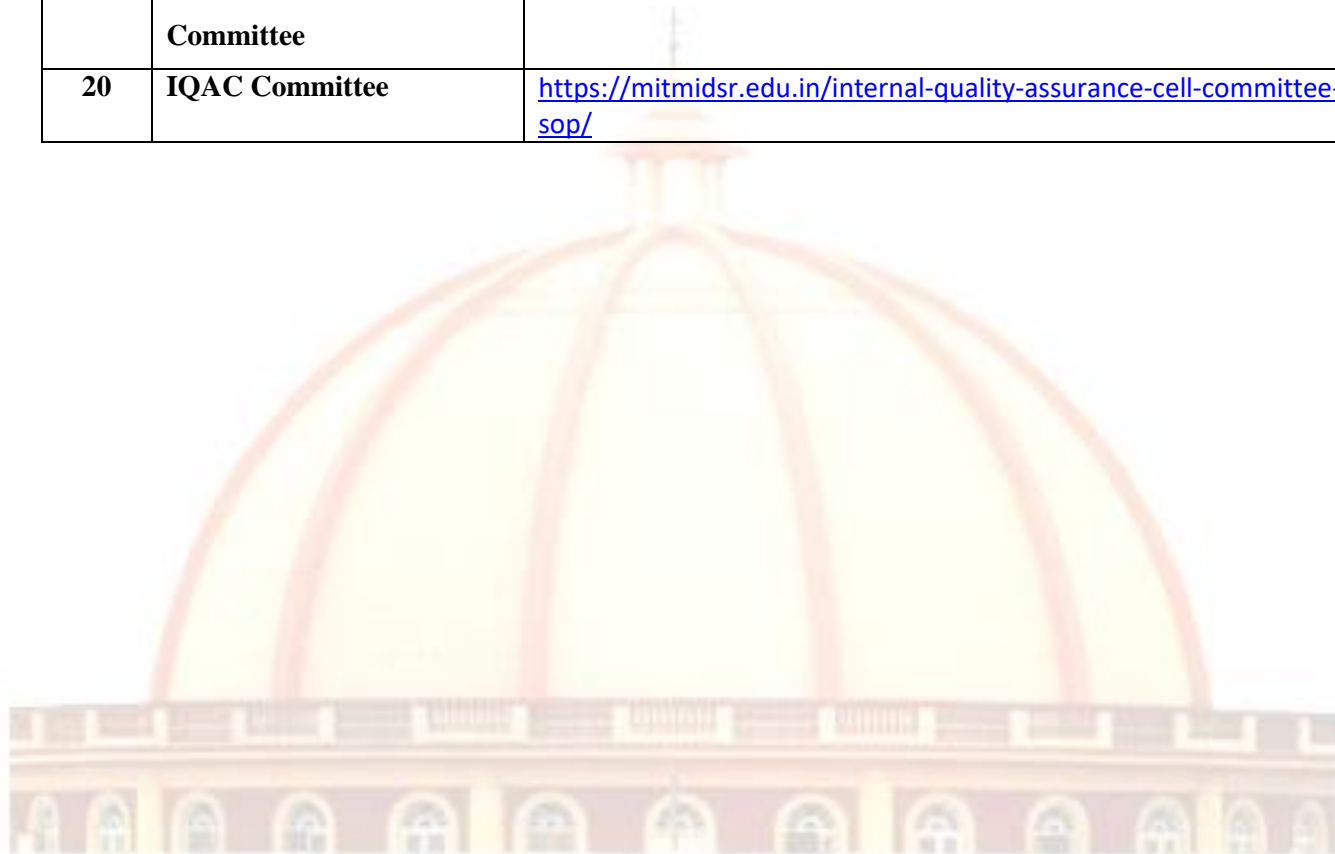 Committee
20 IQAC Committee https://mitmidsr.edu.in/internal-quality-assurance-cell-committee-
sop/